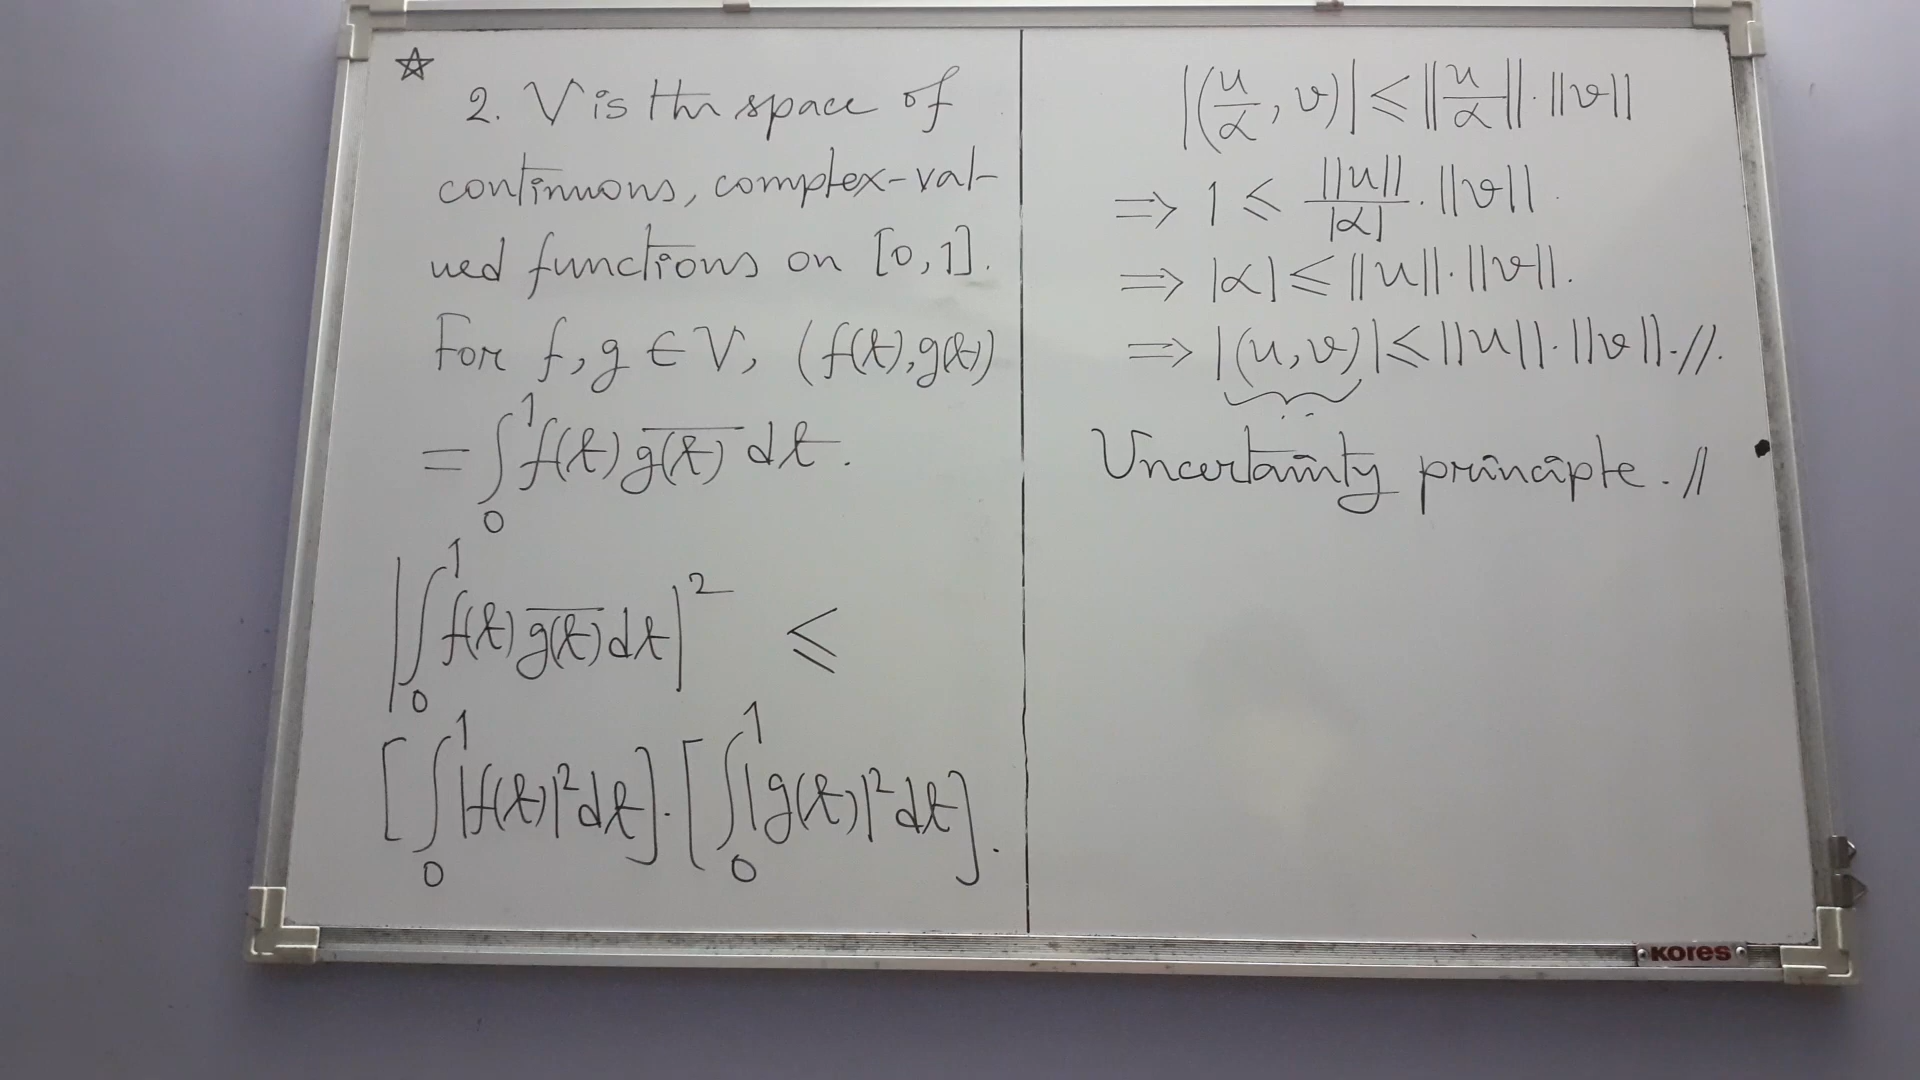 ☆
2. V is the space of
continuous, complex-val-
ued functions on [0,1].
For f, g ∈ V, (f(t), g(t))
= ∫₀¹ f(t) \overline{g(t)} dt.
|∫₀¹ f(t) \overline{g(t)} dt|² ≤
[∫₀¹ |f(t)|² dt] · [∫₀¹ |g(t)|² dt].
|(u/α, v)| ≤ ||u/α|| · ||v||
⇒ 1 ≤ ||u||/|α| · ||v||.
⇒ |α| ≤ ||u|| · ||v||.
⇒ |(u, v)| ≤ ||u|| · ||v||. //.
Uncertainty principle. //
Kores